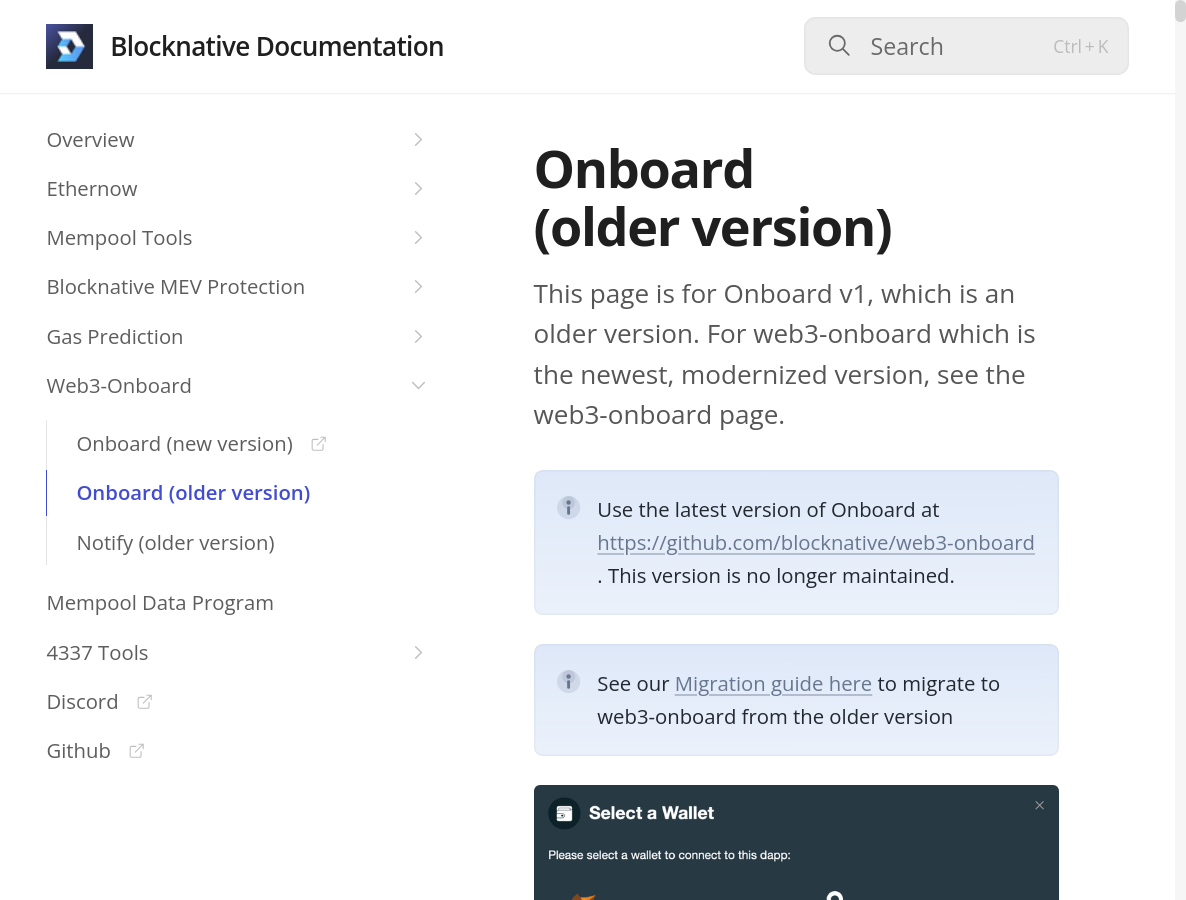 Blocknative Documentation
Search
Ctrl + K
Overview
Ethernow
Mempool Tools
Blocknative MEV Protection
Gas Prediction
Web3-Onboard
Onboard (new version)
Onboard (older version)
Notify (older version)
Mempool Data Program
4337 Tools
Discord
Github
Onboard
(older version)
This page is for Onboard v1, which is an
older version. For web3-onboard which is
the newest, modernized version, see the
web3-onboard page.
Use the latest version of Onboard at
https://github.com/blocknative/web3-onboard
. This version is no longer maintained.
See our Migration guide here to migrate to
web3-onboard from the older version
Select a Wallet
Please select a wallet to connect to this dapp: